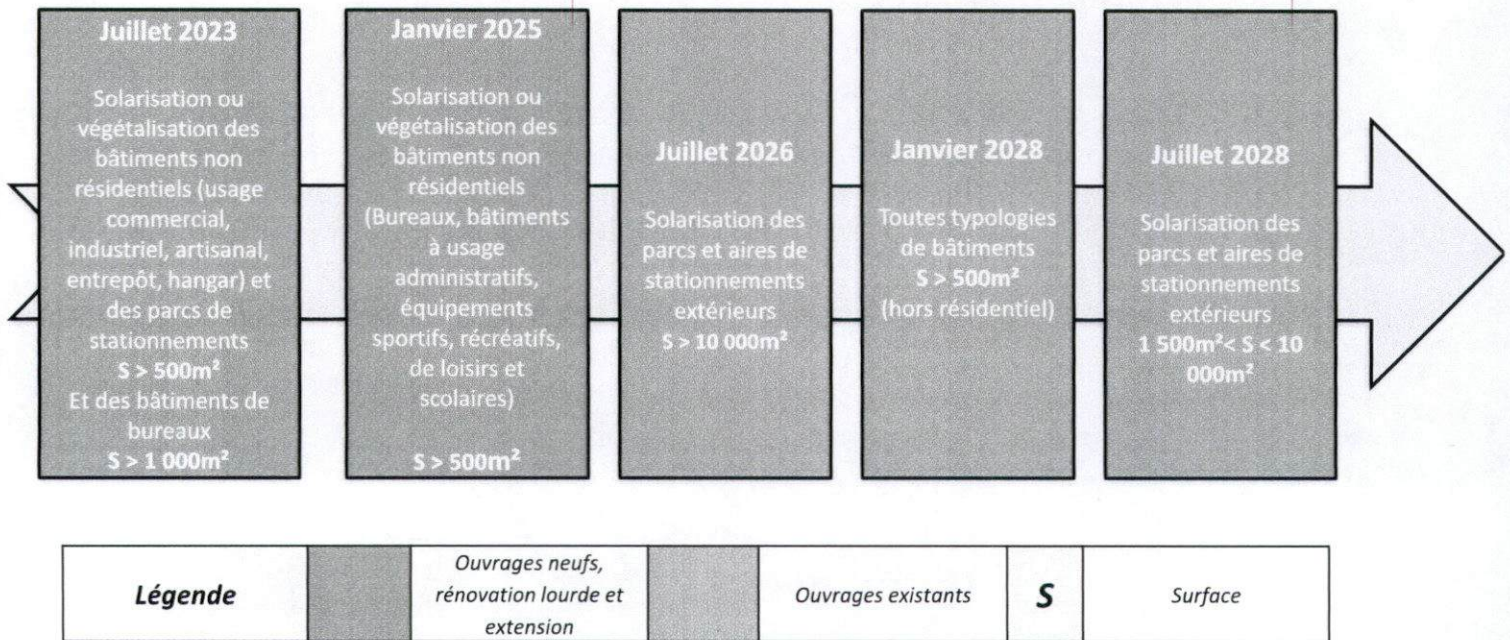 Juillet 2023
Solarisation ou
végétalisation des
bâtiments non
résidentiels (usage
commercial,
industriel, artisanal,
entrepôt, hangar) et
des parcs de
stationnements
S > 500m²
Et des bâtiments de
bureaux
S > 1 000m²
Janvier 2025
Solarisation ou
végétalisation des
bâtiments non
résidentiels
(Bureaux, bâtiments
à usage
administratifs,
équipements
sportifs, récréatifs,
de loisirs et
scolaires)
S > 500m²
Juillet 2026
Solarisation des
parcs et aires de
stationnements
extérieurs
S > 10 000m²
Janvier 2028
Toutes typologies
de bâtiments
S > 500m²
(hors résidentiel)
Juillet 2028
Solarisation des
parcs et aires de
stationnements
extérieurs
1 500m²< S < 10
000m²
Légende
Ouvrages neufs,
rénovation lourde et
extension
Ouvrages existants
S
Surface